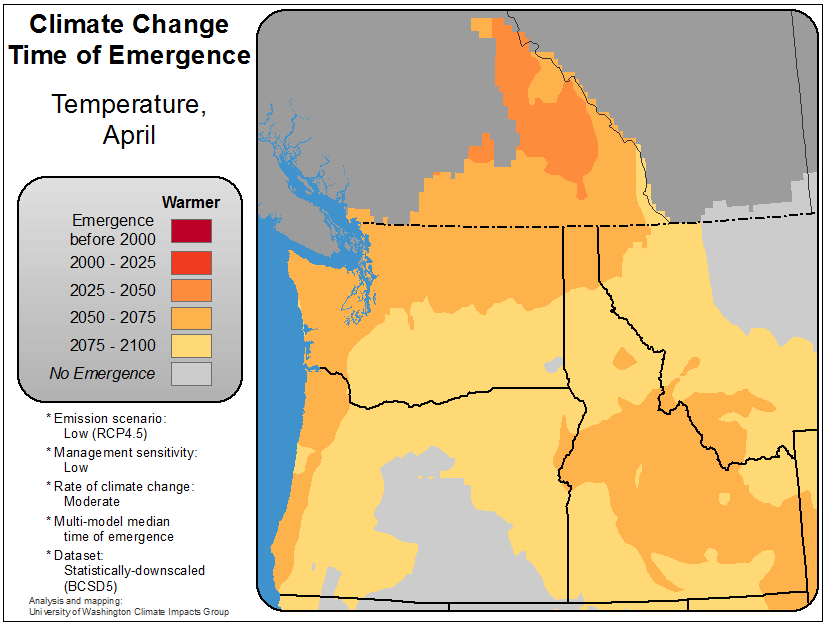 Climate Change
Time of Emergence
Temperature,
April
Warmer
Emergence
before 2000
2000 - 2025
2025 - 2050
2050 - 2075
2075 - 2100
No Emergence
* Emission scenario:
Low (RCP4.5)
* Management sensitivity:
Low
* Rate of climate change:
Moderate
* Multi-model median
time of emergence
* Dataset:
Statistically-downscaled
(BCSD5)
Analysis and mapping:
University of Washington Climate Impacts Group